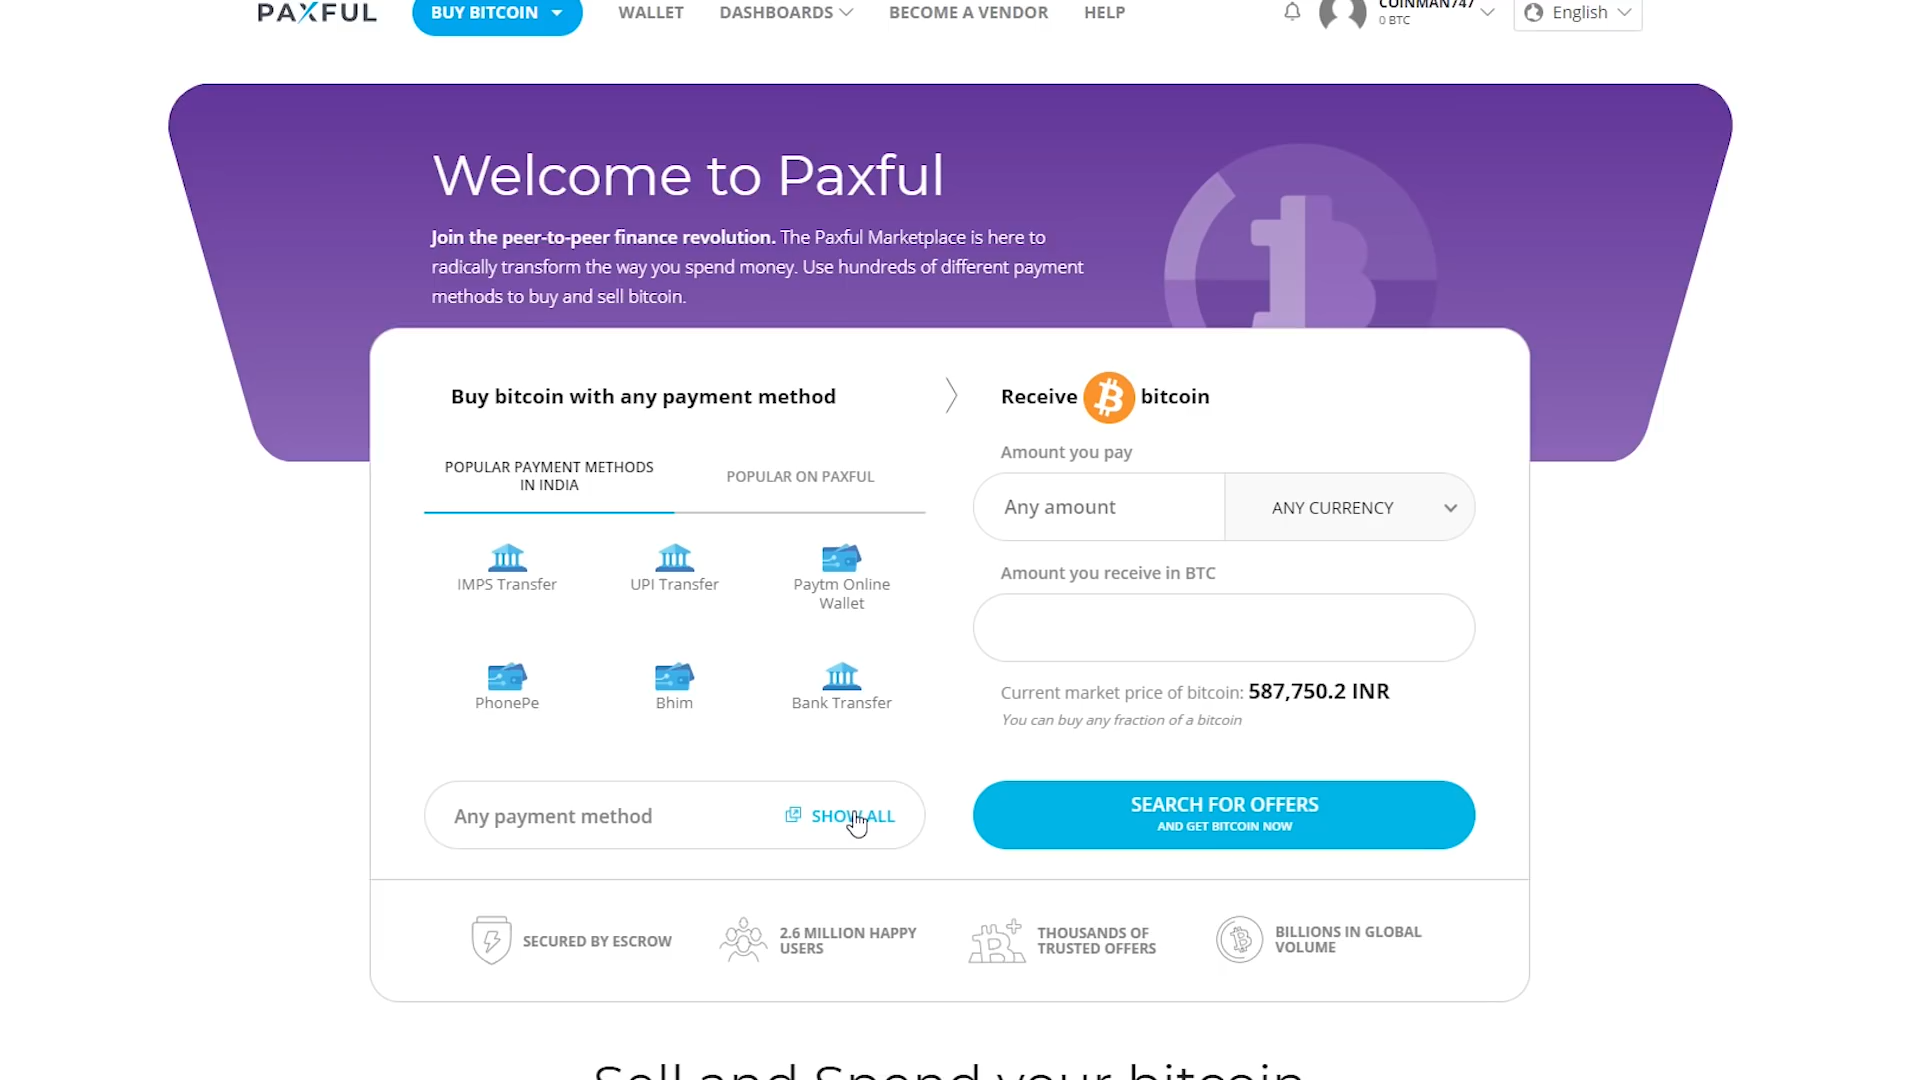 PAXFUL
BUY BITCOIN
WALLET
DASHBOARDS
BECOME A VENDOR
HELP
COINMAN747
0 BTC
English
Welcome to Paxful
Join the peer-to-peer finance revolution. The Paxful Marketplace is here to
radically transform the way you spend money. Use hundreds of different payment
methods to buy and sell bitcoin.
Buy bitcoin with any payment method
Receive bitcoin
POPULAR PAYMENT METHODS
IN INDIA
POPULAR ON PAXFUL
IMPS Transfer
UPI Transfer
Paytm Online
Wallet
PhonePe
Bhim
Bank Transfer
Any payment method
SHOW ALL
Amount you pay
Any amount
ANY CURRENCY
Amount you receive in BTC
Current market price of bitcoin: 587,750.2 INR
You can buy any fraction of a bitcoin
SEARCH FOR OFFERS
AND GET BITCOIN NOW
SECURED BY ESCROW
2.6 MILLION HAPPY
USERS
THOUSANDS OF
TRUSTED OFFERS
BILLIONS IN GLOBAL
VOLUME
Sell and Spend your bitcoin